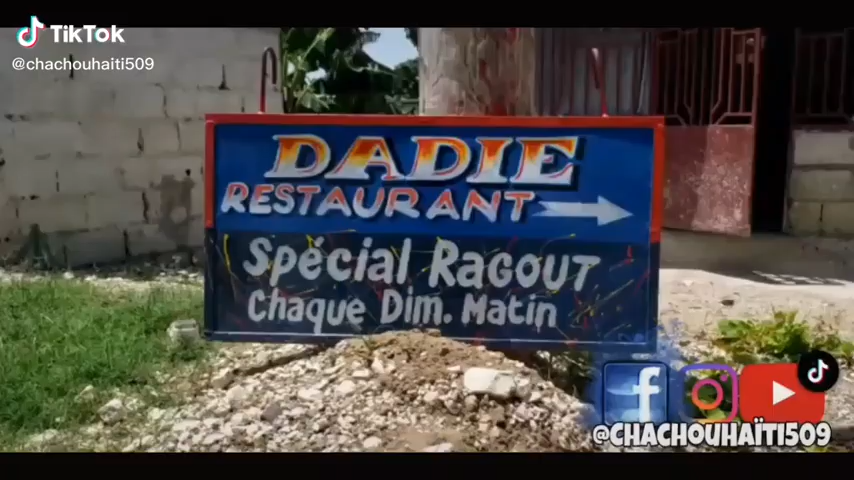 TikTok
@chachouhaiti509
DADIE
RESTAURANT
Spécial RAGOUT
Chaque Dim. Matin
@CHACHOUHAÏTI509